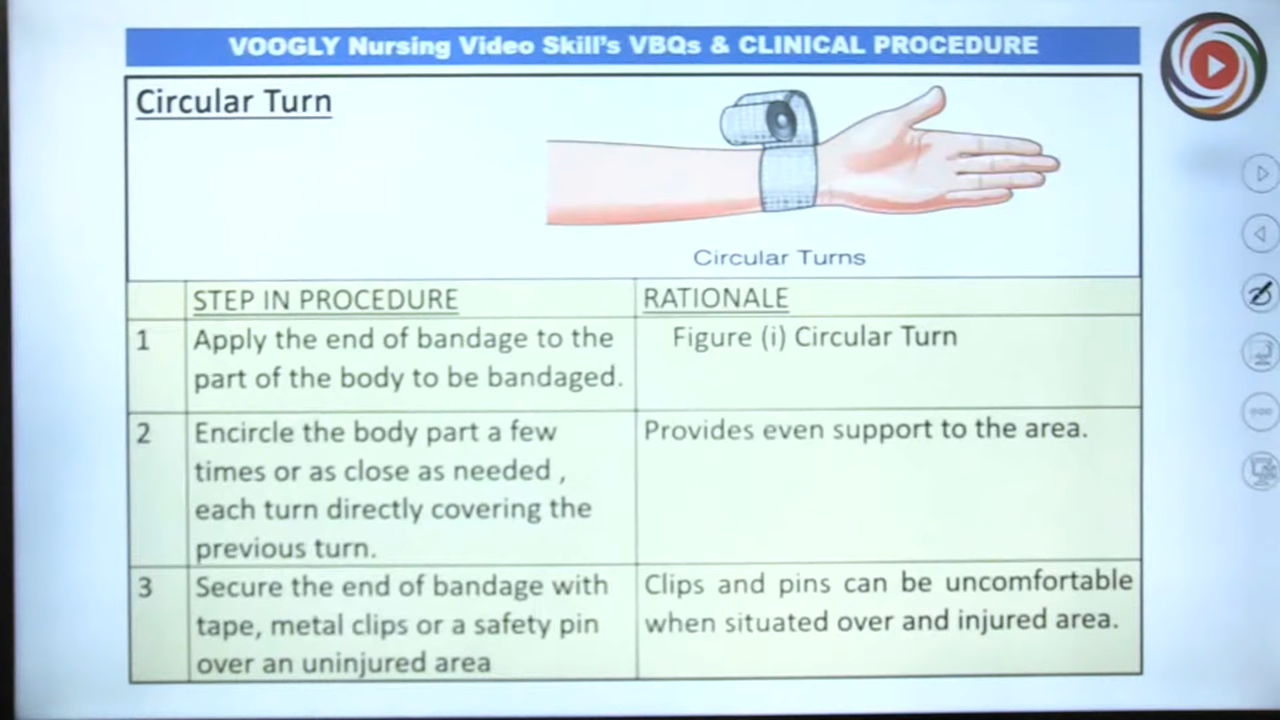 VOOGLY Nursing Video Skill's VBQs & CLINICAL PROCEDURE
Circular Turn
Circular Turns
STEP IN PROCEDURE
RATIONALE
1
Apply the end of bandage to the
part of the body to be bandaged.
Figure (i) Circular Turn
2
Encircle the body part a few
times or as close as needed ,
each turn directly covering the
previous turn.
Provides even support to the area.
3
Secure the end of bandage with
tape, metal clips or a safety pin
over an uninjured area
Clips and pins can be uncomfortable
when situated over and injured area.